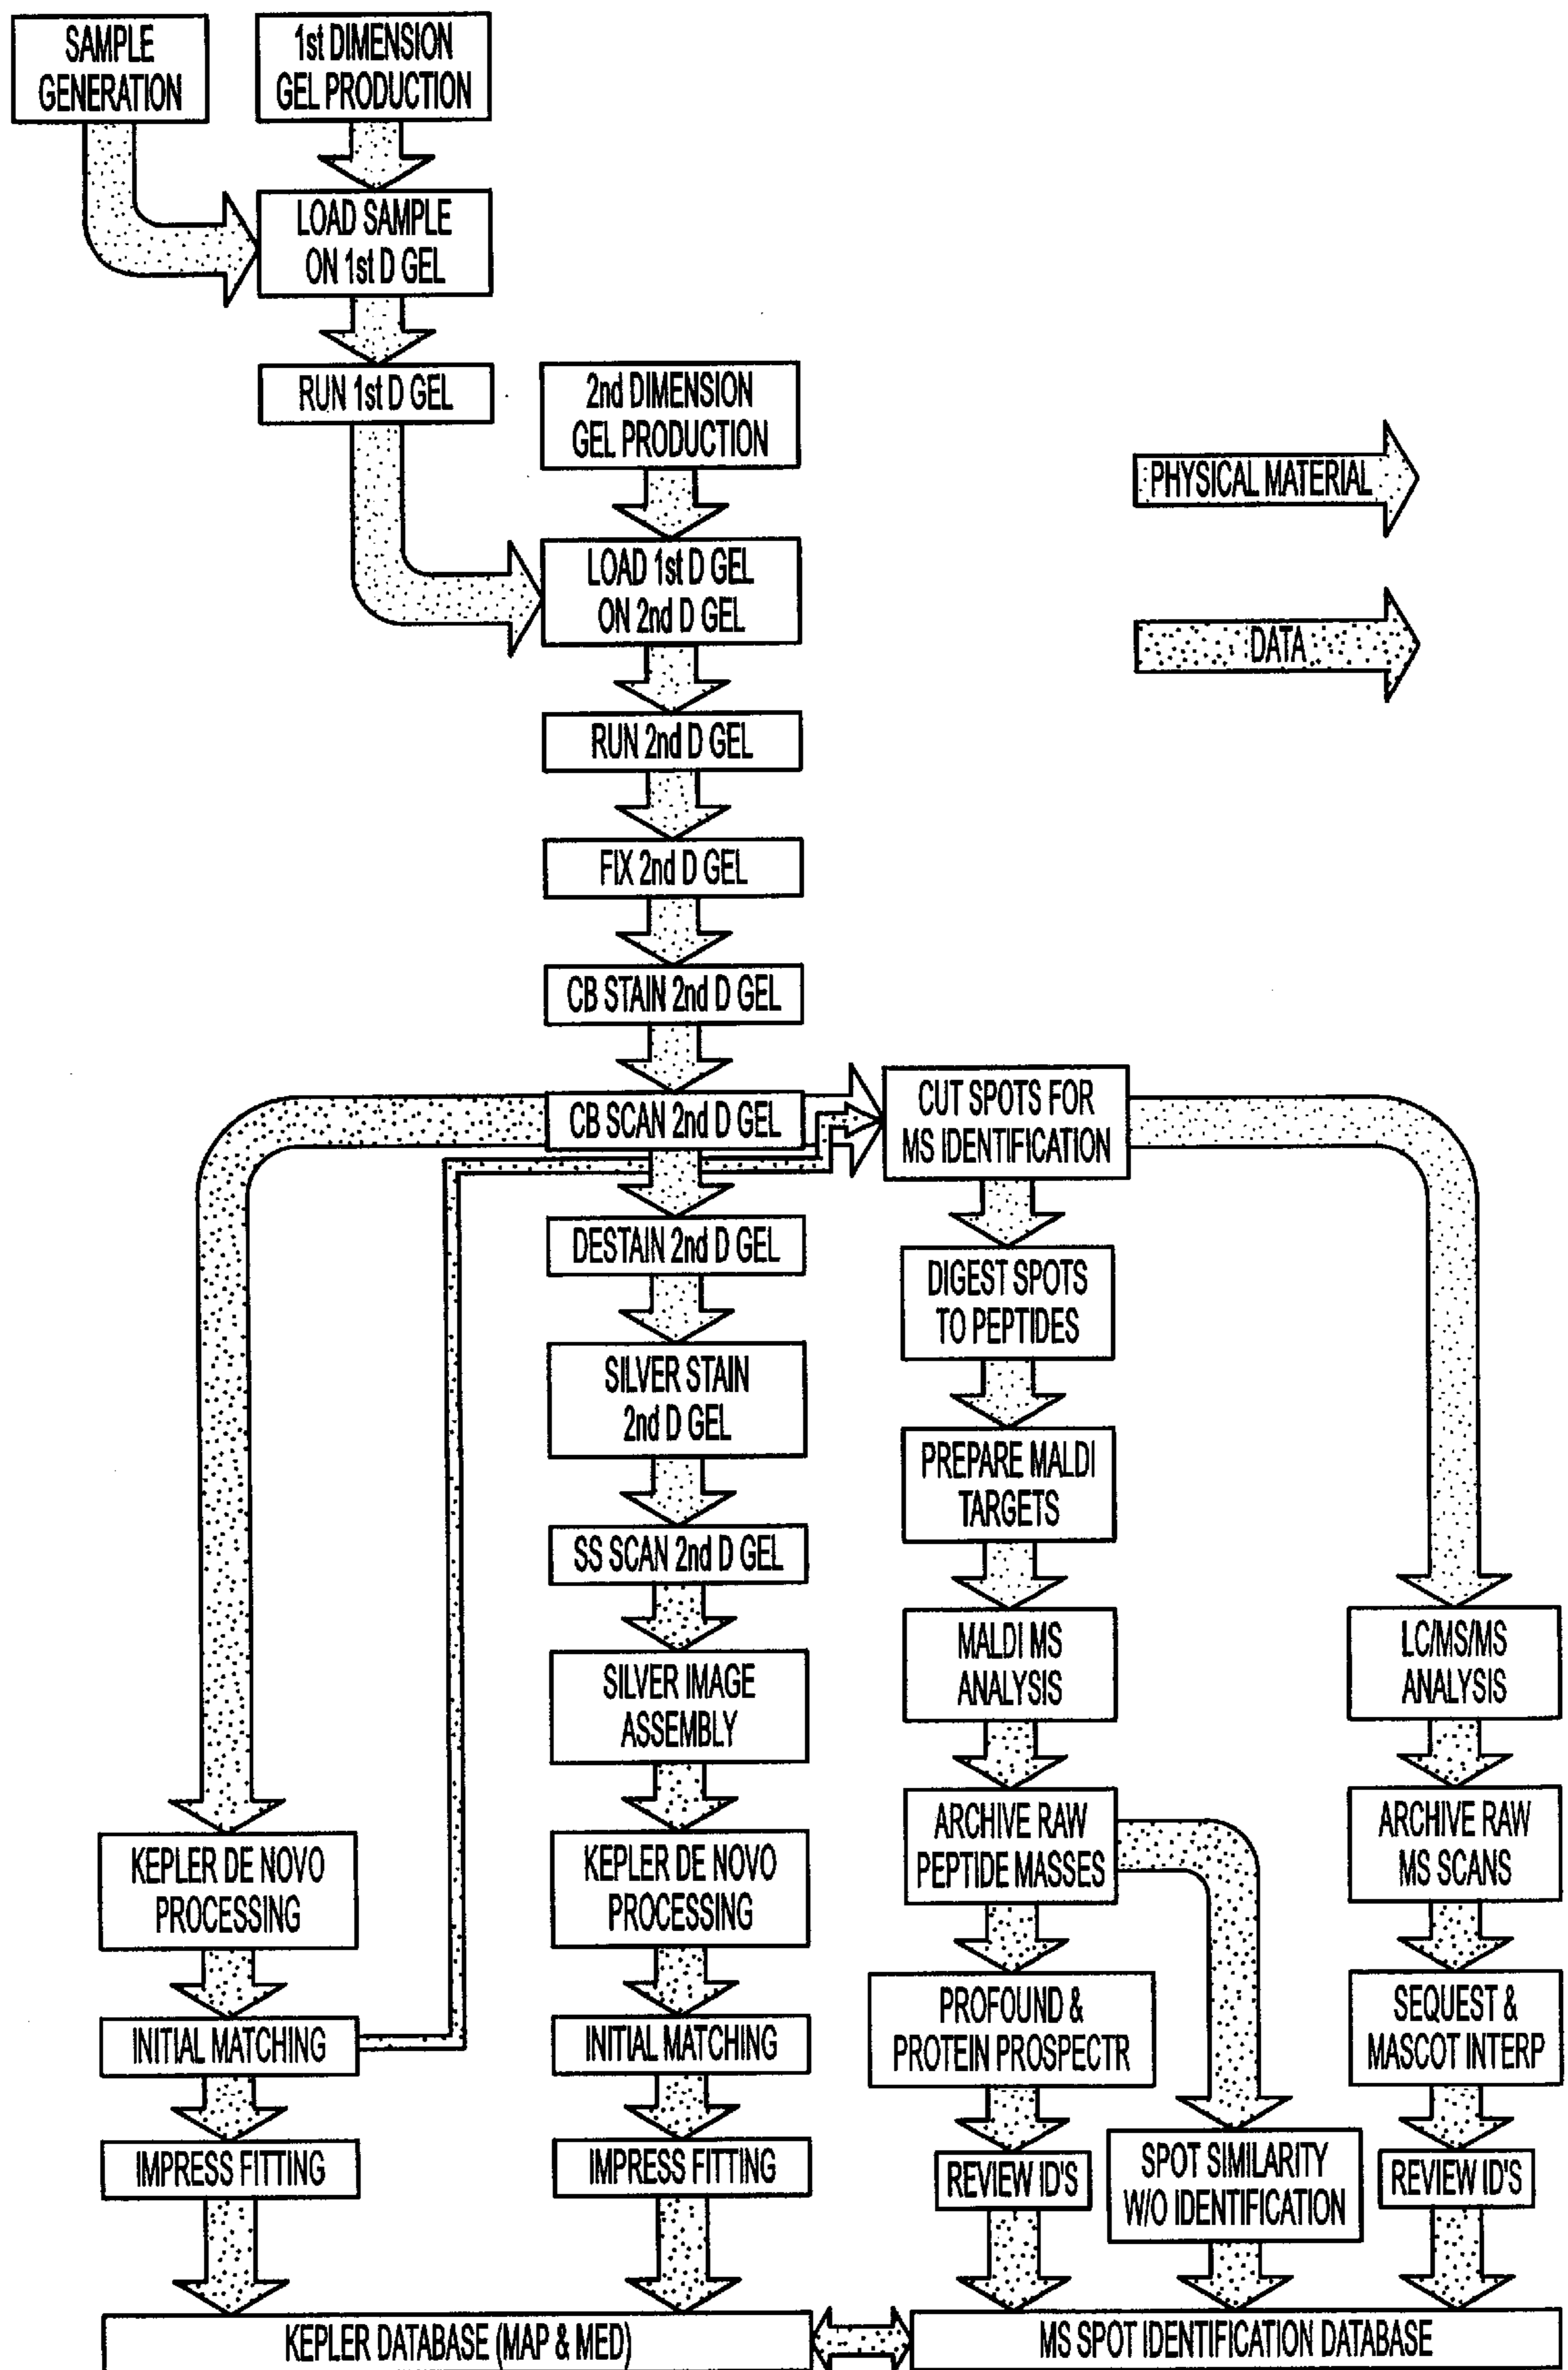 SAMPLE
GENERATION
1st DIMENSION
GEL PRODUCTION
LOAD SAMPLE
ON 1st D GEL
RUN 1st D GEL
2nd DIMENSION
GEL PRODUCTION
PHYSICAL MATERIAL
LOAD 1st D GEL
ON 2nd D GEL
DATA
RUN 2nd D GEL
FIX 2nd D GEL
CB STAIN 2nd D GEL
CB SCAN 2nd D GEL
CUT SPOTS FOR
MS IDENTIFICATION
DESTAIN 2nd D GEL
DIGEST SPOTS
TO PEPTIDES
SILVER STAIN
2nd D GEL
PREPARE MALDI
TARGETS
SS SCAN 2nd D GEL
MALDI MS
ANALYSIS
LC/MS/MS
ANALYSIS
SILVER IMAGE
ASSEMBLY
ARCHIVE RAW
PEPTIDE MASSES
ARCHIVE RAW
MS SCANS
KEPLER DE NOVO
PROCESSING
KEPLER DE NOVO
PROCESSING
PROFOUND &
PROTEIN PROSPECTR
SEQUEST &
MASCOT INTERP
INITIAL MATCHING
INITIAL MATCHING
IMPRESS FITTING
IMPRESS FITTING
REVIEW ID'S
SPOT SIMILARITY
W/O IDENTIFICATION
REVIEW ID'S
KEPLER DATABASE (MAP & MED)
MS SPOT IDENTIFICATION DATABASE